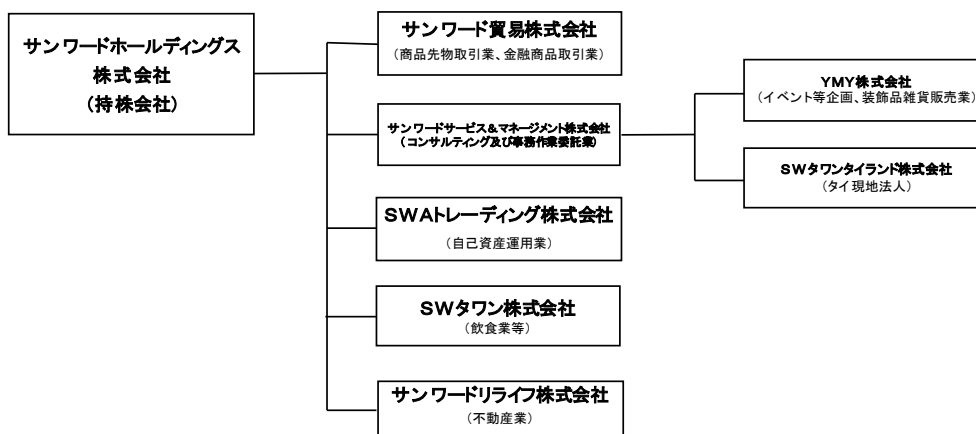 サンワードホールディングス
株式会社
(持株会社)
サンワード貿易株式会社
（商品先物取引業、金融商品取引業）
サンワードサービス＆マネージメント株式会社
（コンサルティング及び事務作業委託業）
YMY株式会社
（イベント等企画、装飾品雑貨販売業）
SWタワンタイランド株式会社
（タイ現地法人）
SWAトレーディング株式会社
（自己資産運用業）
SWタワン株式会社
（飲食業等）
サンワードリライフ株式会社
（不動産業）